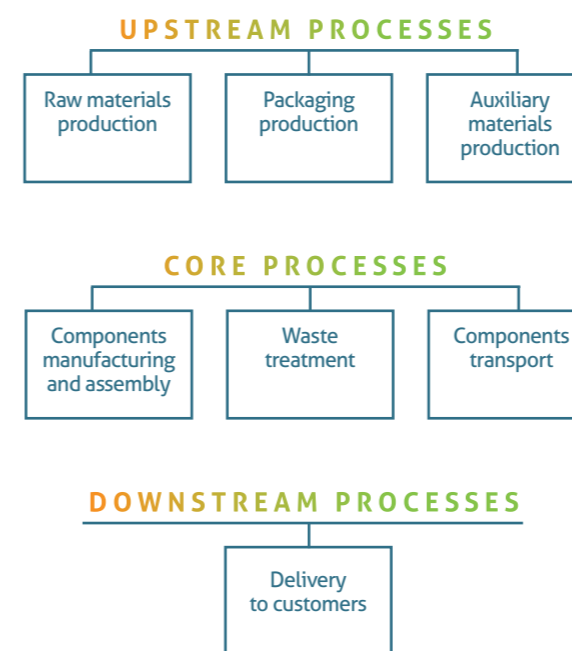 UPSTREAM PROCESSES
Raw materials
production
Packaging
production
Auxiliary
materials
production
CORE PROCESSES
Components
manufacturing
and assembly
Waste
treatment
Components
transport
DOWNSTREAM PROCESSES
Delivery
to customers